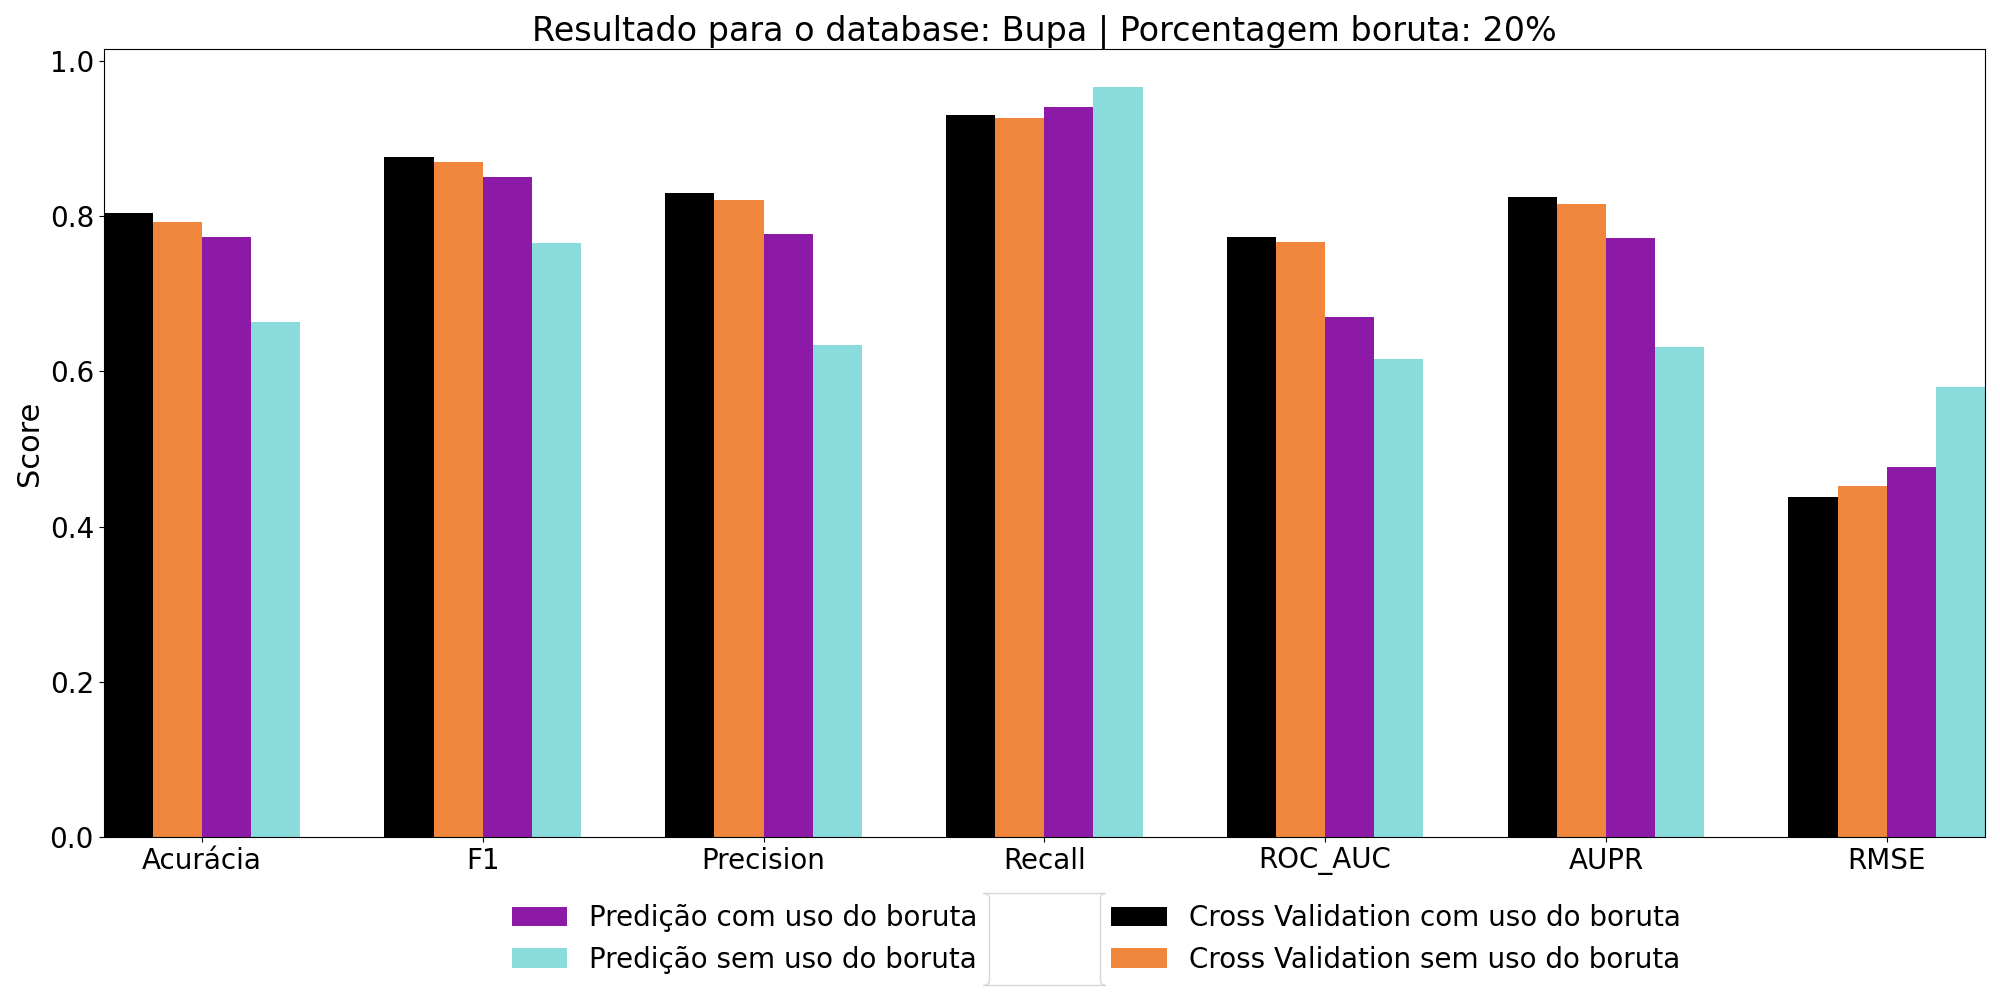 Resultado para o database: Bupa | Porcentagem boruta: 20%
1.0
0.8
0.6
0.4
0.2
0.0
Score
Acurácia
F1
Precision
Recall
ROC_AUC
AUPR
RMSE
Predição com uso do boruta
Predição sem uso do boruta
Cross Validation com uso do boruta
Cross Validation sem uso do boruta